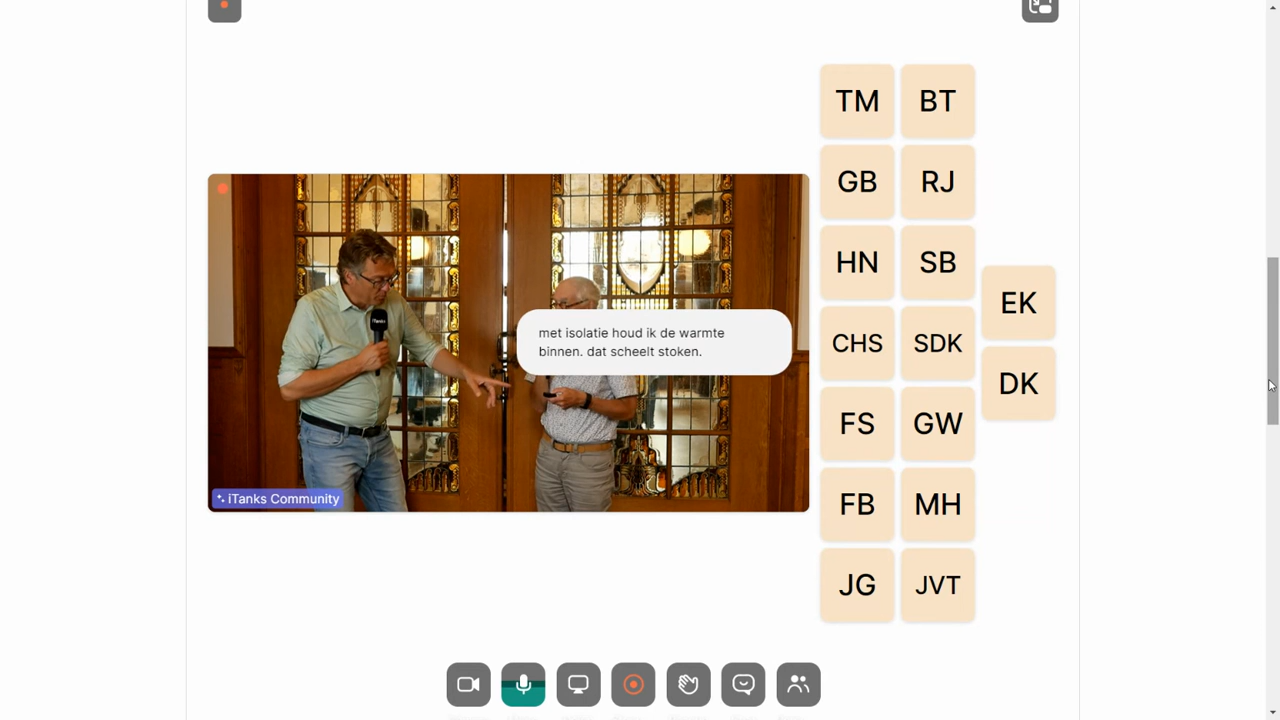 TM BT
GB RJ
HN SB
EK
CHS SDK
DK
FS GW
FB MH
JG JVT
iTanks
met isolatie houd ik de warmte
binnen. dat scheelt stoken.
iTanks Community